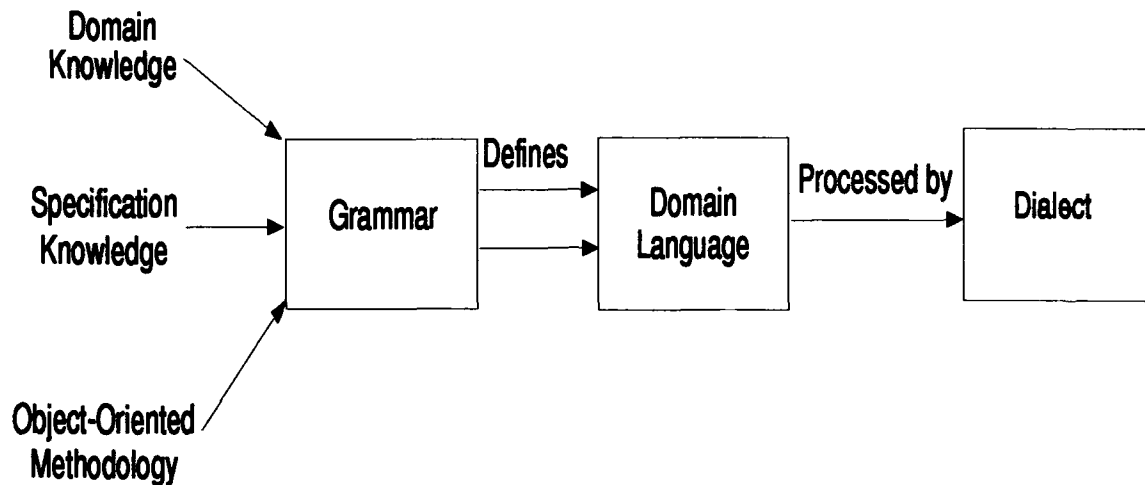 Domain
Knowledge
Specification
Knowledge
Object-Oriented
Methodology
Grammar
Defines
Domain
Language
Processed by
Dialect